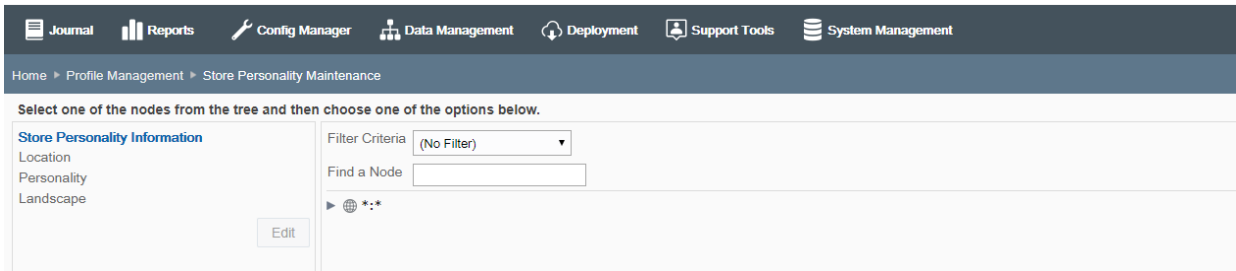 Journal Reports Config Manager Data Management Deployment Support Tools System Management
Home Profile Management Store Personality Maintenance
Select one of the nodes from the tree and then choose one of the options below.
Store Personality Information
Location
Personality
Landscape
Edit
Filter Criteria (No Filter)
Find a Node
*:*